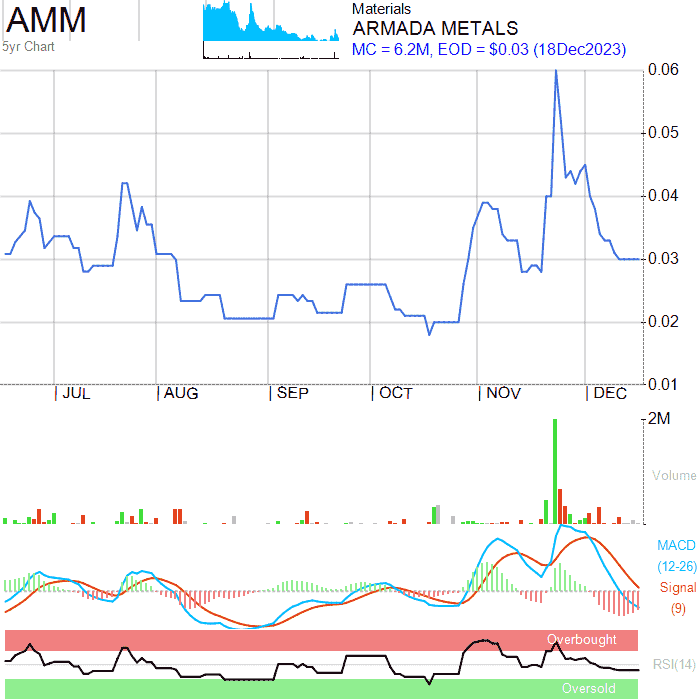 AMM
5yr Chart
Materials
ARMADA METALS
MC = 6.2M, EOD = $0.03 (18Dec2023)
0.06
0.05
0.04
0.03
0.02
0.01
JUL AUG SEP OCT NOV DEC
2M
Volume
MACD
(12-26)
Signal
(9)
Overbought
RSI(14)
Oversold